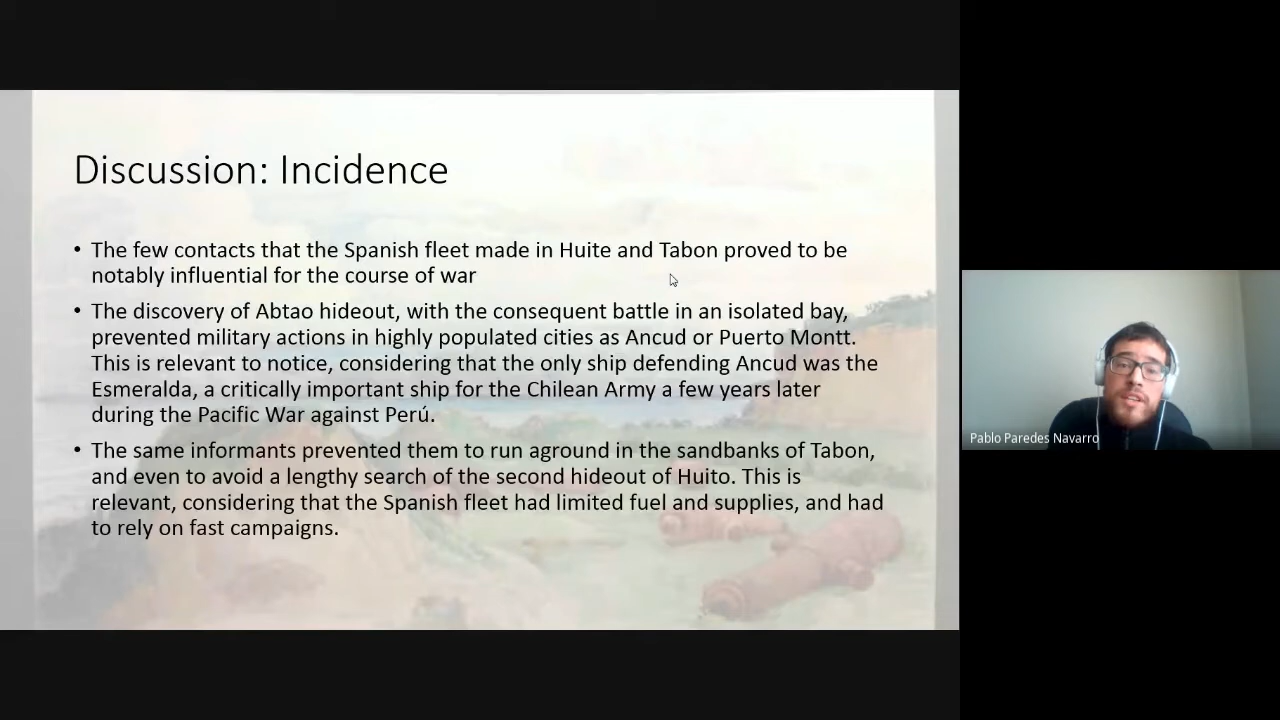 Discussion: Incidence
• The few contacts that the Spanish fleet made in Huite and Tabon proved to be
notably influential for the course of war
• The discovery of Abtao hideout, with the consequent battle in an isolated bay,
prevented military actions in highly populated cities as Ancud or Puerto Montt.
This is relevant to notice, considering that the only ship defending Ancud was the
Esmeralda, a critically important ship for the Chilean Army a few years later
during the Pacific War against Perú.
• The same informants prevented them to run aground in the sandbanks of Tabon,
and even to avoid a lengthy search of the second hideout of Huito. This is
relevant, considering that the Spanish fleet had limited fuel and supplies, and had
to rely on fast campaigns.
Pablo Paredes Navarro